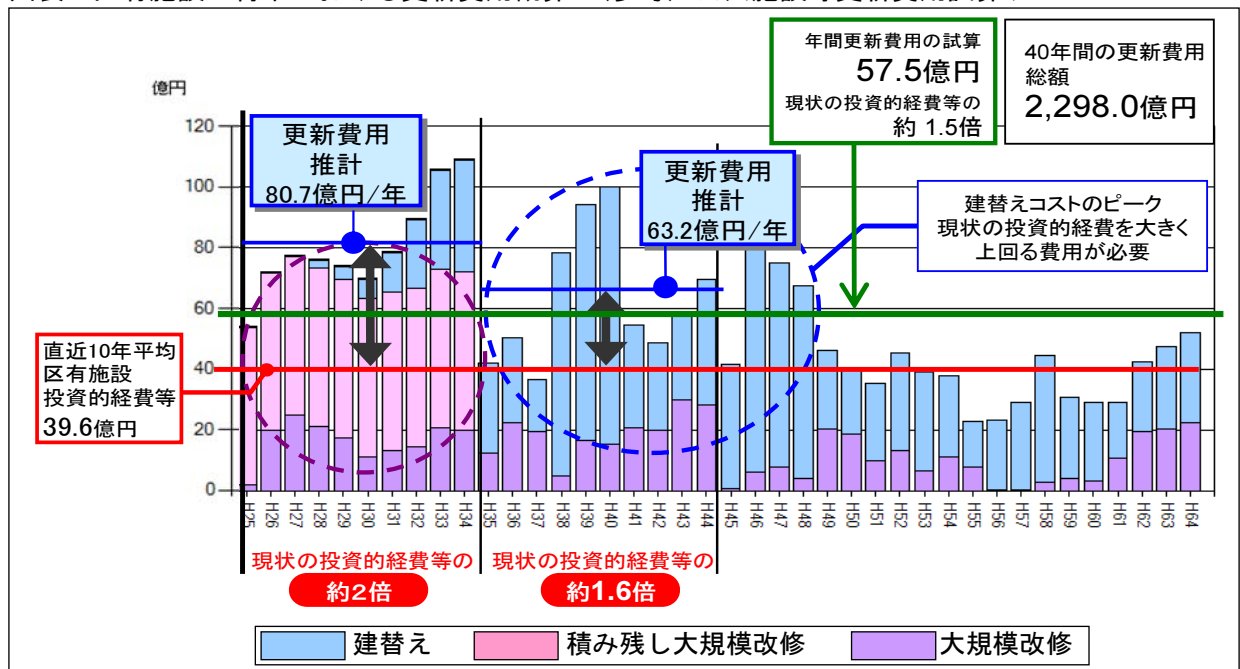 年間更新費用の試算
57.5億円
現状の投資的経費等の
約 1.5倍
40年間の更新費用
総額
2,298.0億円
億円
更新費用
推計
80.7億円/年
更新費用
推計
63.2億円/年
建替えコストのピーク
現状の投資的経費を大きく
上回る費用が必要
直近10年平均
区有施設
投資的経費等
39.6億円
120
100
80
60
40
20
0
H25 H26 H27 H28 H29 H30 H31 H32 H33 H34 H35 H36 H37 H38 H39 H40 H41 H42 H43 H44 H45 H46 H47 H48 H49 H50 H51 H52 H53 H54 H55 H56 H57 H58 H59 H60 H61 H62 H63 H64
現状の投資的経費等の
約2倍
現状の投資的経費等の
約1.6倍
建替え 積み残し大規模改修 大規模改修